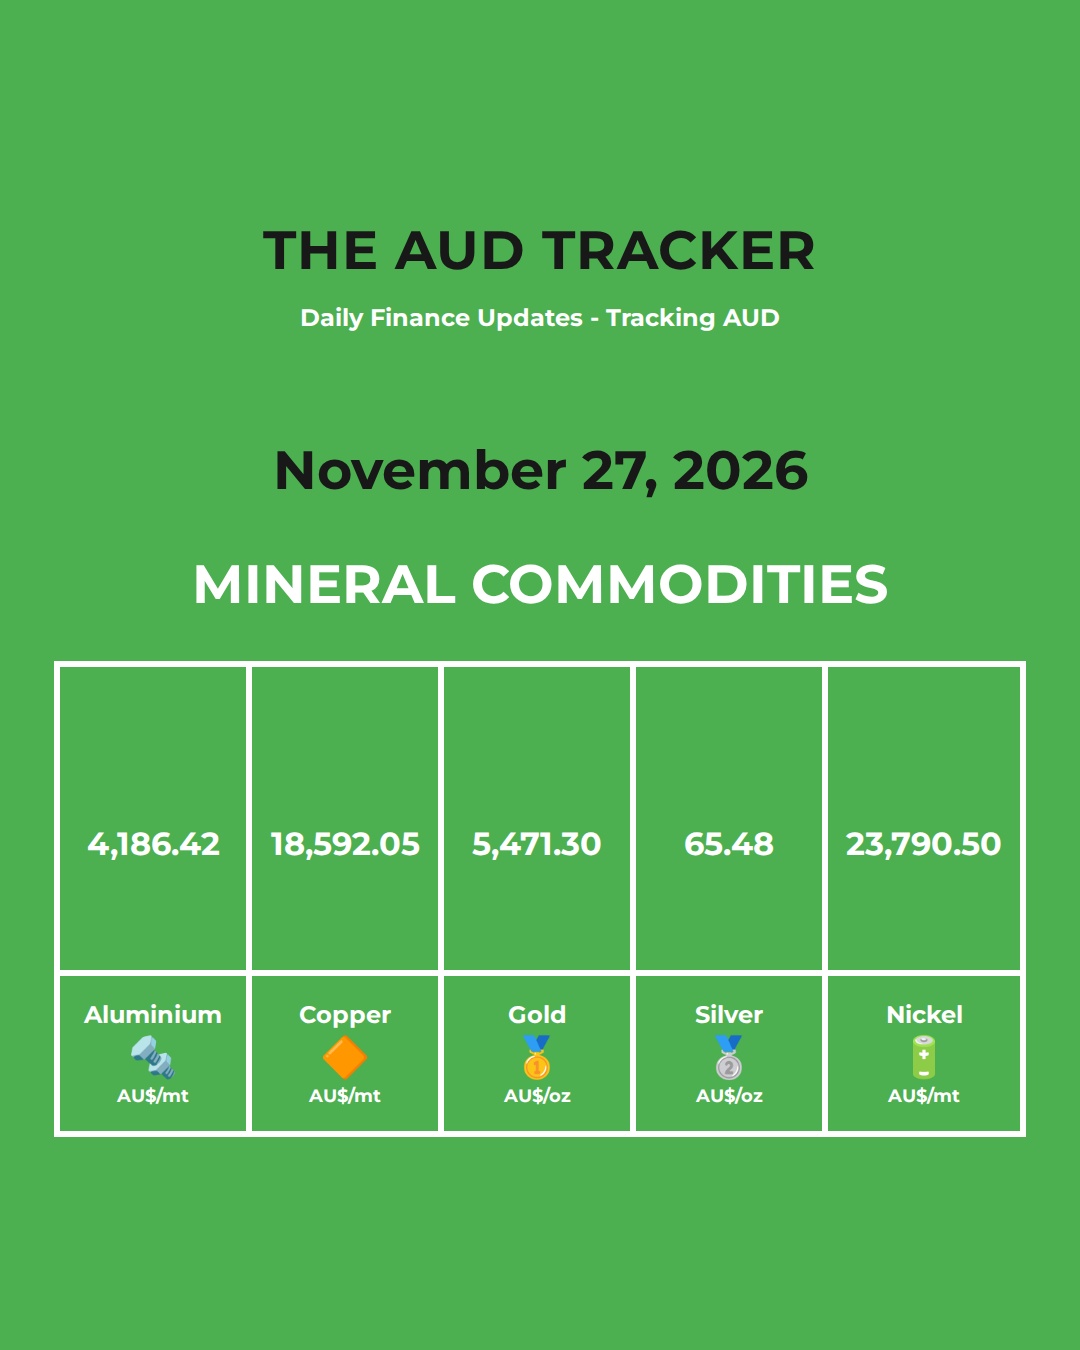 THE AUD TRACKER
Daily Finance Updates - Tracking AUD
November 27, 2026
MINERAL COMMODITIES
4,186.42 18,592.05 5,471.30 65.48 23,790.50
Aluminium Copper Gold Silver Nickel
1 2
AU$/mt AU$/mt AU$/oz AU$/oz AU$/mt